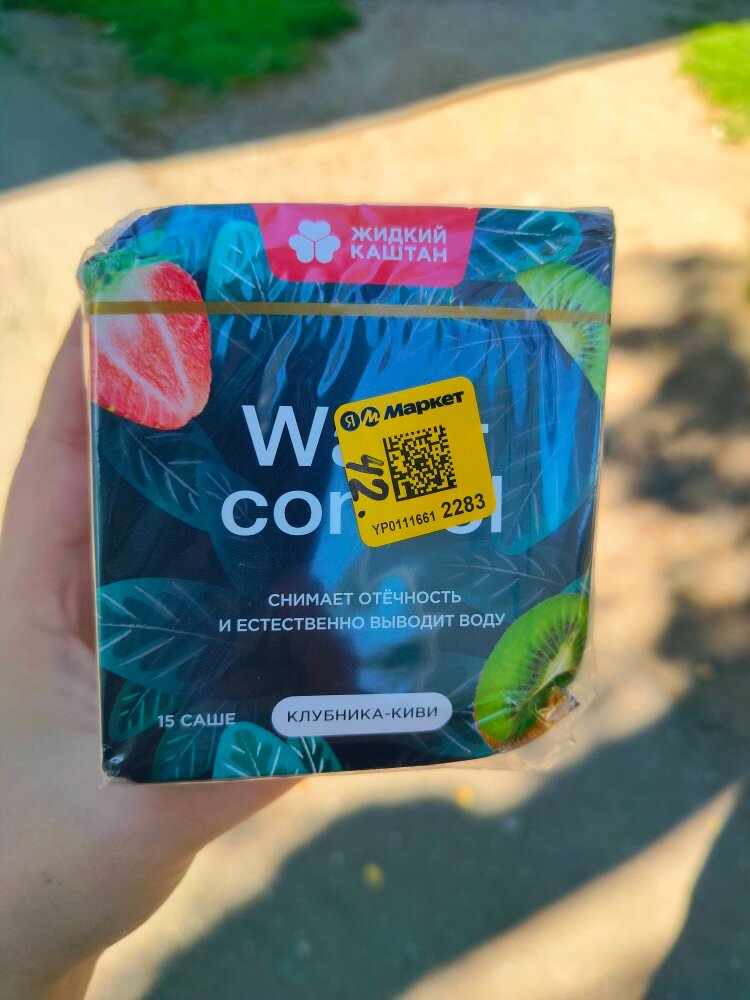 ЖИДКИЙ
КАШТАН
Я М Маркет
42.
YP0111661 2283
СНИМАЕТ ОТЁЧНОСТЬ
И ЕСТЕСТВЕННО ВЫВОДИТ ВОДУ
15 САШЕ
КЛУБНИКА-КИВИ